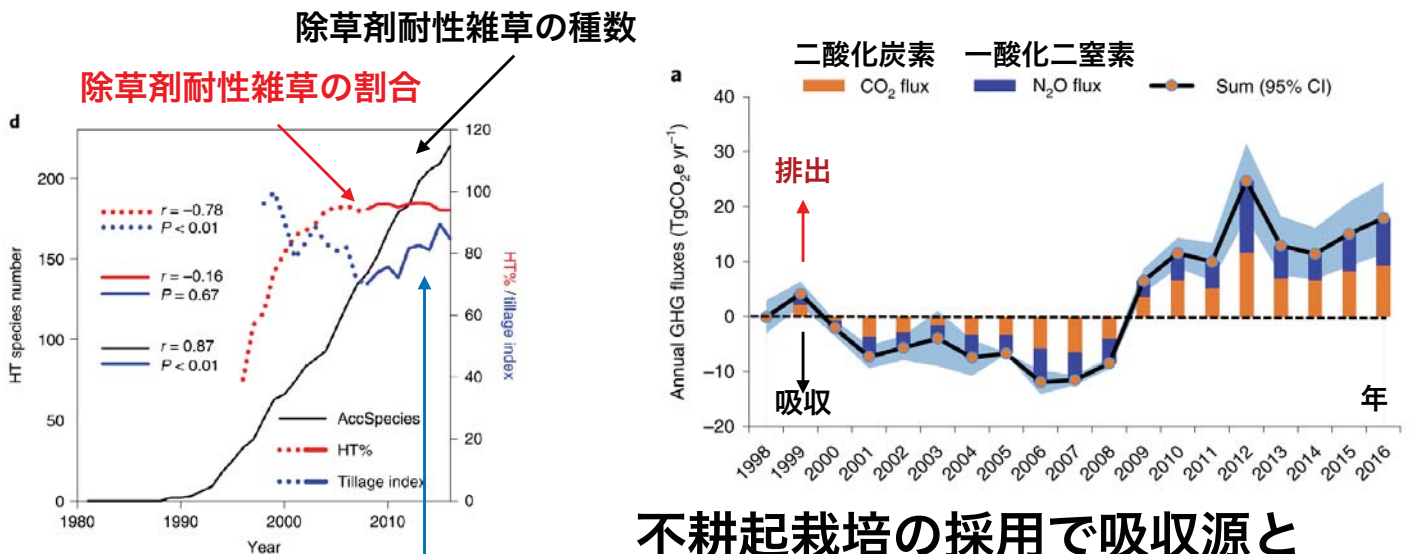 除草剤耐性雑草の種数
除草剤耐性雑草の割合
d
HT species number
200
150
100
50
0
r = −0.78
P < 0.01
r = −0.16
P = 0.67
r = 0.87
P < 0.01
AccSpecies
HT%
Tillage index
120
100
80
60
40
20
0
HT% / tillage index
1980 1990 2000 2010
Year
二酸化炭素 一酸化二窒素
a
CO₂ flux N₂O flux Sum (95% CI)
Annual GHG fluxes (TgCO₂e yr⁻¹)
40
30
20
10
0
−10
−20
排出
吸収
年
1998 1999 2000 2001 2002 2003 2004 2005 2006 2007 2008 2009 2010 2011 2012 2013 2014 2015 2016
不耕起栽培の採用で吸収源と